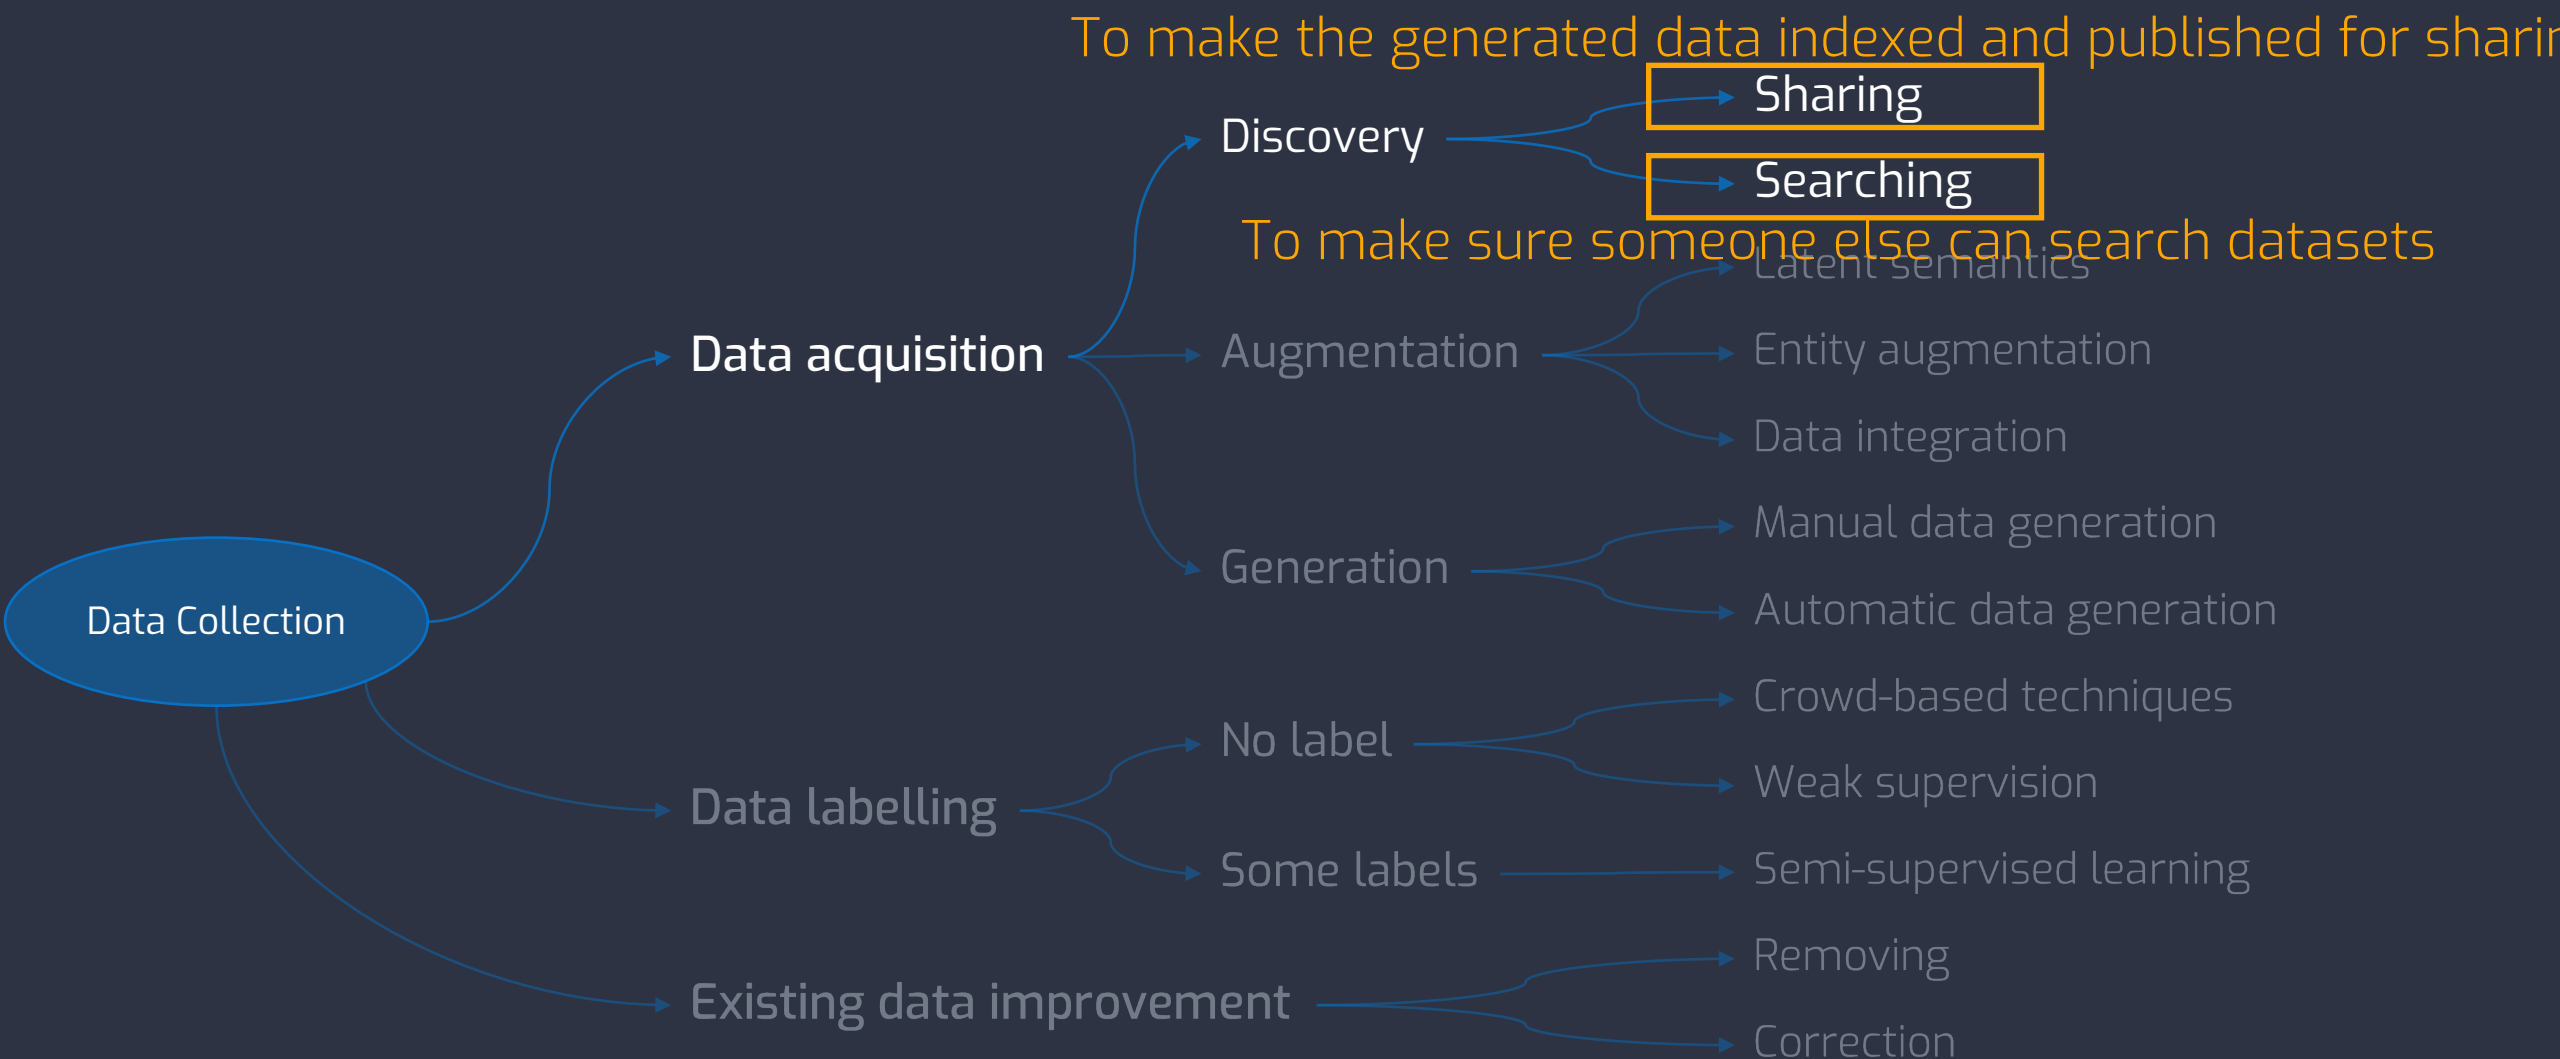 To make the generated data indexed and published for
Sharing
Discovery
Searching
To make sure someone else can search datasets
Latent semantics
Data acquisition
Augmentation
Entity augmentation
Data integration
Manual data generation
Generation
Automatic data generation
Data Collection
Crowd-based techniques
No label
Weak supervision
Data labelling
Some labels
Semi-supervised learning
Removing
Existing data improvement
Correction